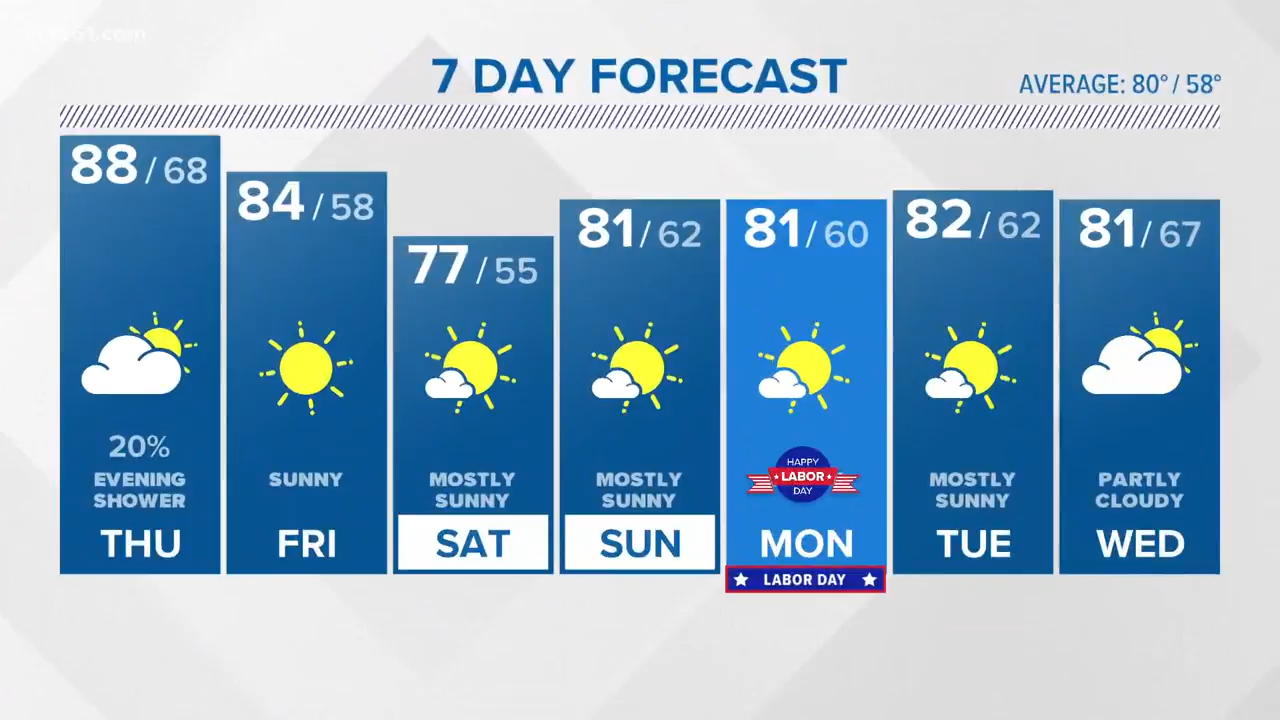 7 DAY FORECAST
AVERAGE: 80°/ 58°
88 / 68
20%
EVENING
SHOWER
THU
84 / 58
SUNNY
FRI
77 / 55
MOSTLY
SUNNY
SAT
81 / 62
MOSTLY
SUNNY
SUN
81 / 60
HAPPY
LABOR
DAY
MON
LABOR DAY
82 / 62
MOSTLY
SUNNY
TUE
81 / 67
PARTLY
CLOUDY
WED